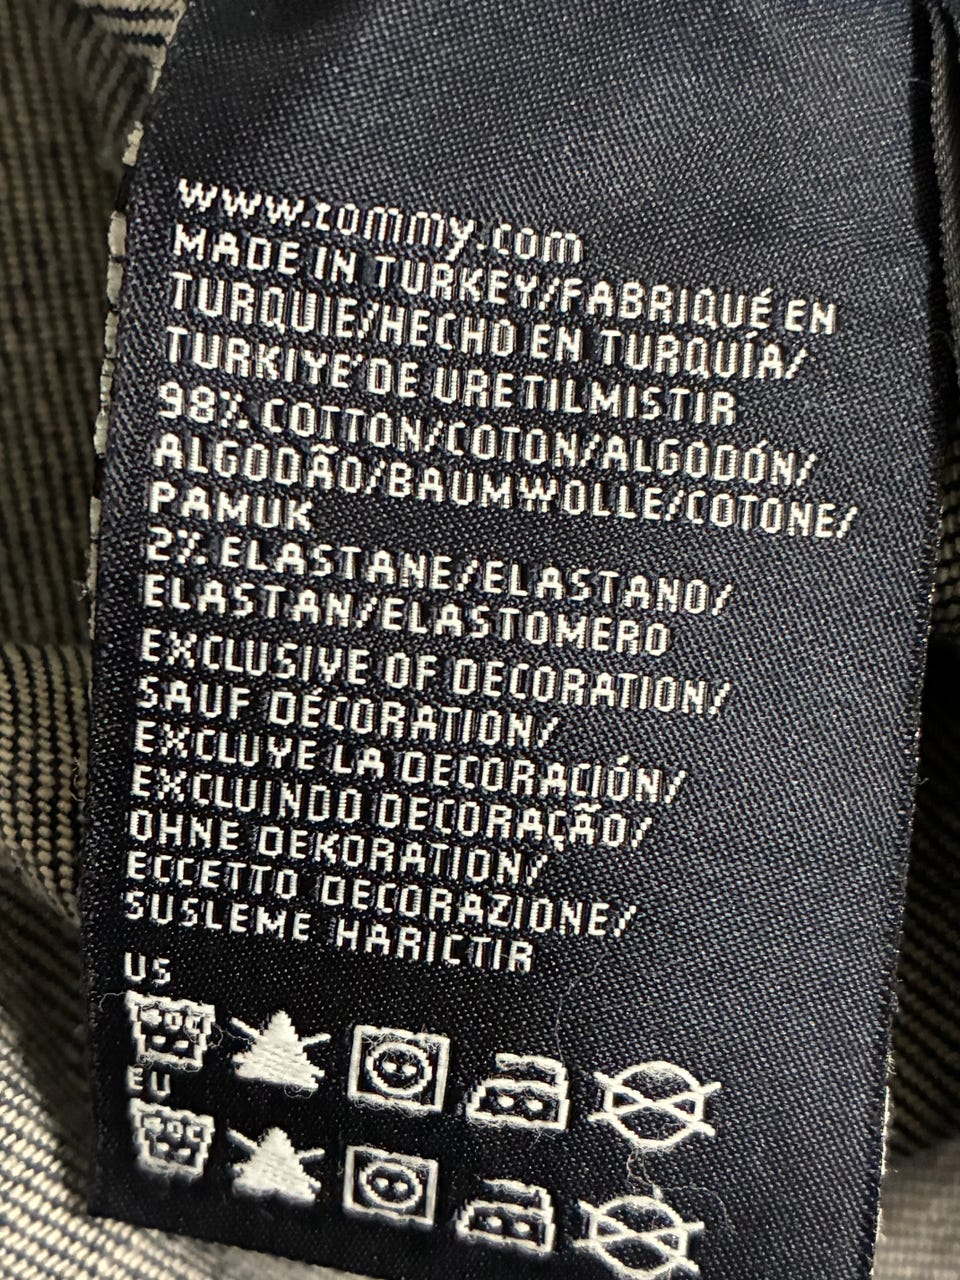 www.tommy.com
MADE IN TURKEY/FABRIQUÉ EN
TURQUIE/HECHO EN TURQUÍA/
TURKIYE'DE URETILMISTIR
98% COTTON/COTON/ALGODÓN/
ALGODÃO/BAUMWOLLE/COTONE/
PAMUK
2% ELASTANE/ELASTANO/
ELASTAN/ELASTOMERO
EXCLUSIVE OF DECORATION/
SAUF DÉCORATION/
EXCLUYE LA DECORACIÓN/
EXCLUINDO DECORAÇÃO/
OHNE DEKORATION/
ECCETTO DECORAZIONE/
SUSLEME HARICTIR
US
EU